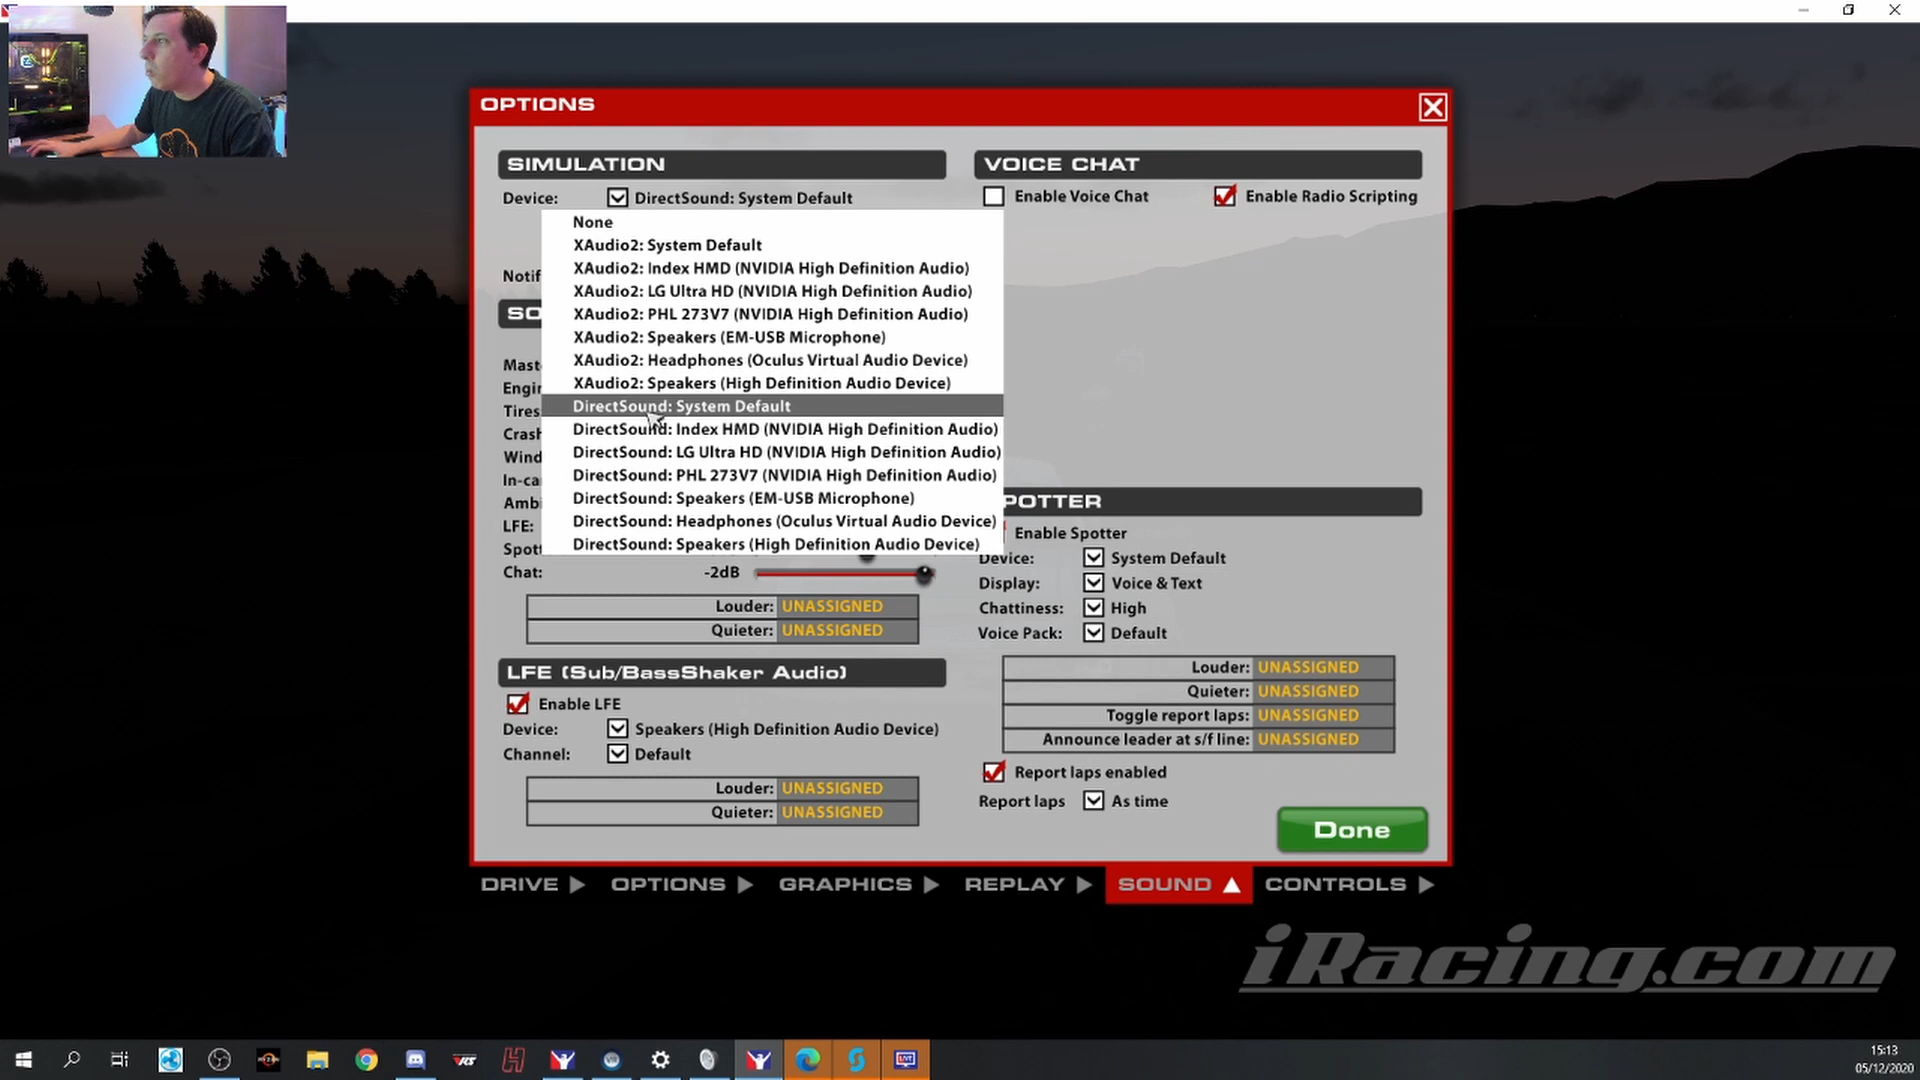 OPTIONS
SIMULATION
Device: DirectSound: System Default
None
XAudio2: System Default
XAudio2: Index HMD (NVIDIA High Definition Audio)
Notif
XAudio2: LG Ultra HD (NVIDIA High Definition Audio)
SO
XAudio2: PHL 273V7 (NVIDIA High Definition Audio)
XAudio2: Speakers (EM-USB Microphone)
Mast
XAudio2: Headphones (Oculus Virtual Audio Device)
Engin
XAudio2: Speakers (High Definition Audio Device)
Tires
DirectSound: System Default
Crash
DirectSound: Index HMD (NVIDIA High Definition Audio)
Wind
DirectSound: LG Ultra HD (NVIDIA High Definition Audio)
In-ca
DirectSound: PHL 273V7 (NVIDIA High Definition Audio)
Ambi
DirectSound: Speakers (EM-USB Microphone)
LFE:
DirectSound: Headphones (Oculus Virtual Audio Device)
Spott
DirectSound: Speakers (High Definition Audio Device)
Chat: -2dB
Louder: UNASSIGNED
Quieter: UNASSIGNED
LFE (Sub/BassShaker Audio)
Enable LFE
Device: Speakers (High Definition Audio Device)
Channel: Default
Louder: UNASSIGNED
Quieter: UNASSIGNED
VOICE CHAT
Enable Voice Chat Enable Radio Scripting
POTTER
Enable Spotter
Device: System Default
Display: Voice & Text
Chattiness: High
Voice Pack: Default
Louder: UNASSIGNED
Quieter: UNASSIGNED
Toggle report laps: UNASSIGNED
Announce leader at s/f line: UNASSIGNED
Report laps enabled
Report laps As time
Done
DRIVE OPTIONS GRAPHICS REPLAY SOUND CONTROLS
iRacing.com
15:13
05/12/2020